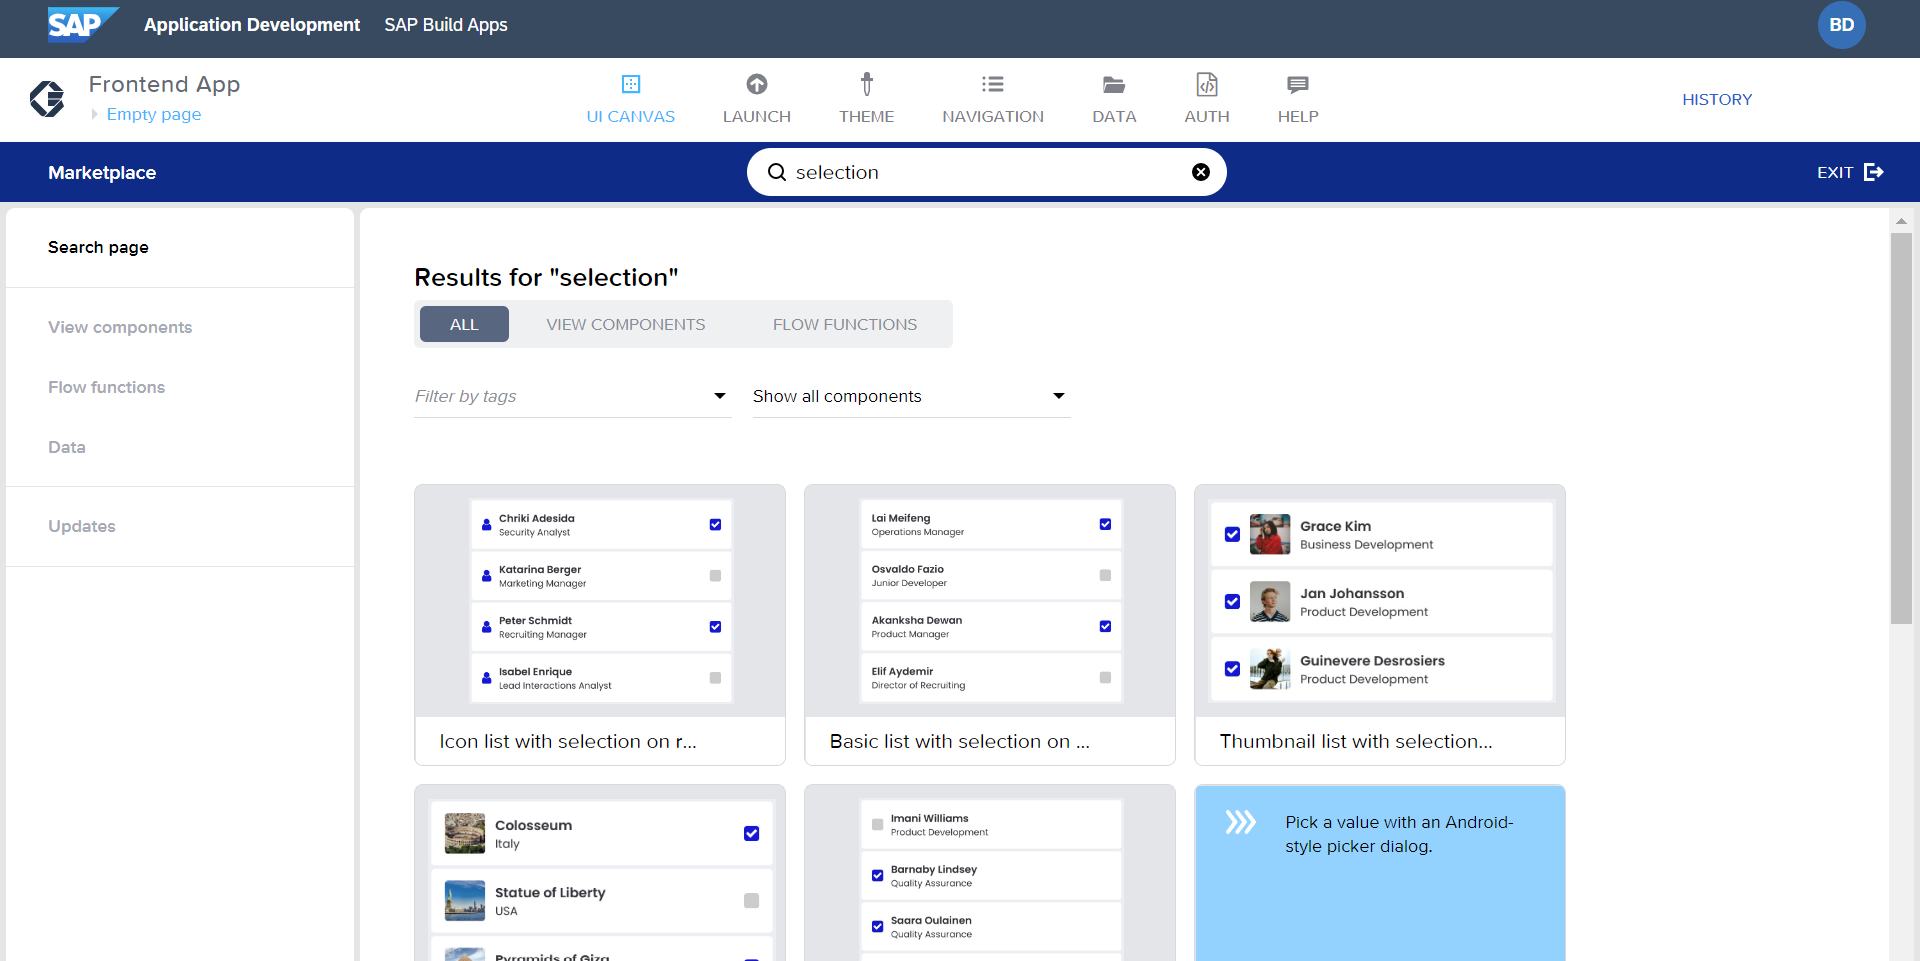 SAP
Application Development
SAP Build Apps
BD
Frontend App
Empty page
UI CANVAS
LAUNCH
THEME
NAVIGATION
DATA
AUTH
HELP
HISTORY
Marketplace
selection
EXIT
Search page
View components
Flow functions
Data
Updates
Results for "selection"
ALL
VIEW COMPONENTS
FLOW FUNCTIONS
Filter by tags
Show all components
Chriki Adesida
Security Analyst
Katarina Berger
Marketing Manager
Peter Schmidt
Recruiting Manager
Isabel Enrique
Lead Interactions Analyst
Icon list with selection on r...
Lai Meifeng
Operations Manager
Osvaldo Fazio
Junior Developer
Akanksha Dewan
Product Manager
Elif Aydemir
Director of Recruiting
Basic list with selection on ...
Grace Kim
Business Development
Jan Johansson
Product Development
Guinevere Desrosiers
Product Development
Thumbnail list with selection...
Colosseum
Italy
Statue of Liberty
USA
Pyramids of Giza
Imani Williams
Product Development
Barnaby Lindsey
Quality Assurance
Saara Oulainen
Quality Assurance
Pick a value with an Android-
style picker dialog.